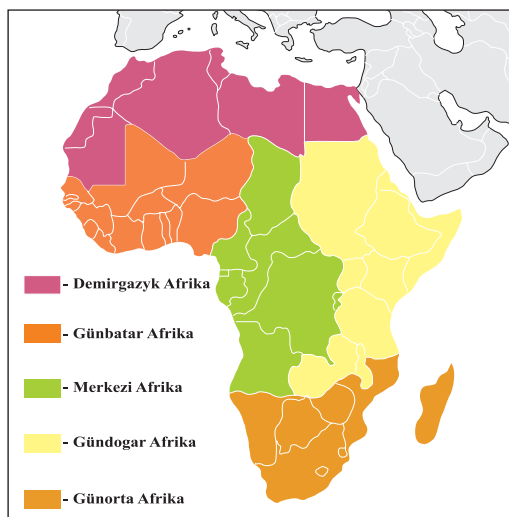 - Demirgazyk Afrika
- Günbatar Afrika
- Merkezi Afrika
- Gündogar Afrika
- Günorta Afrika